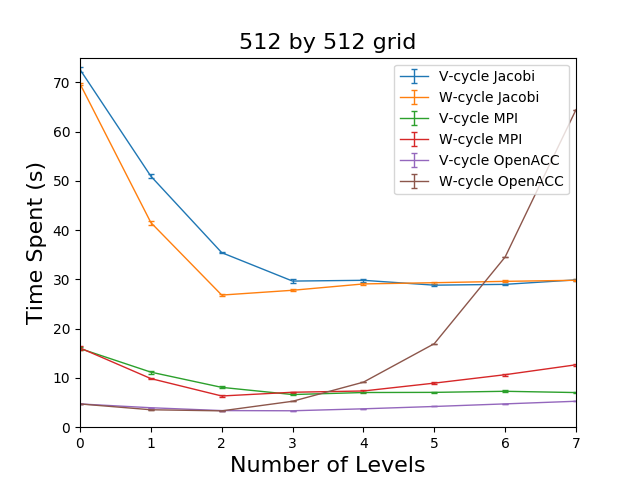 512 by 512 grid
Time Spent (s)
70
60
50
40
30
20
10
0
V-cycle Jacobi
W-cycle Jacobi
V-cycle MPI
W-cycle MPI
V-cycle OpenACC
W-cycle OpenACC
0 1 2 3 4 5 6 7
Number of Levels